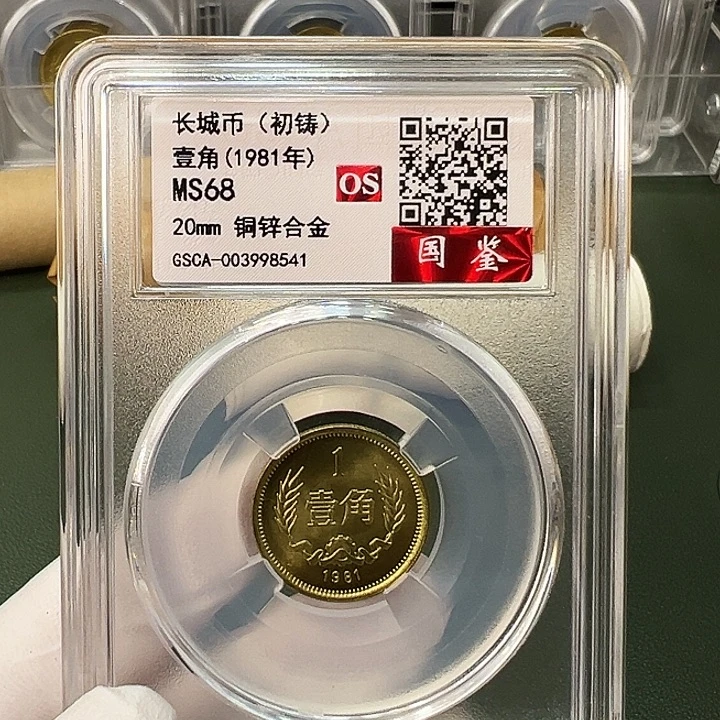 长城币（初铸）
壹角(1981年)
MS68
OS
20mm 铜锌合金
GSCA-003998541
国鉴
1
壹角
1981